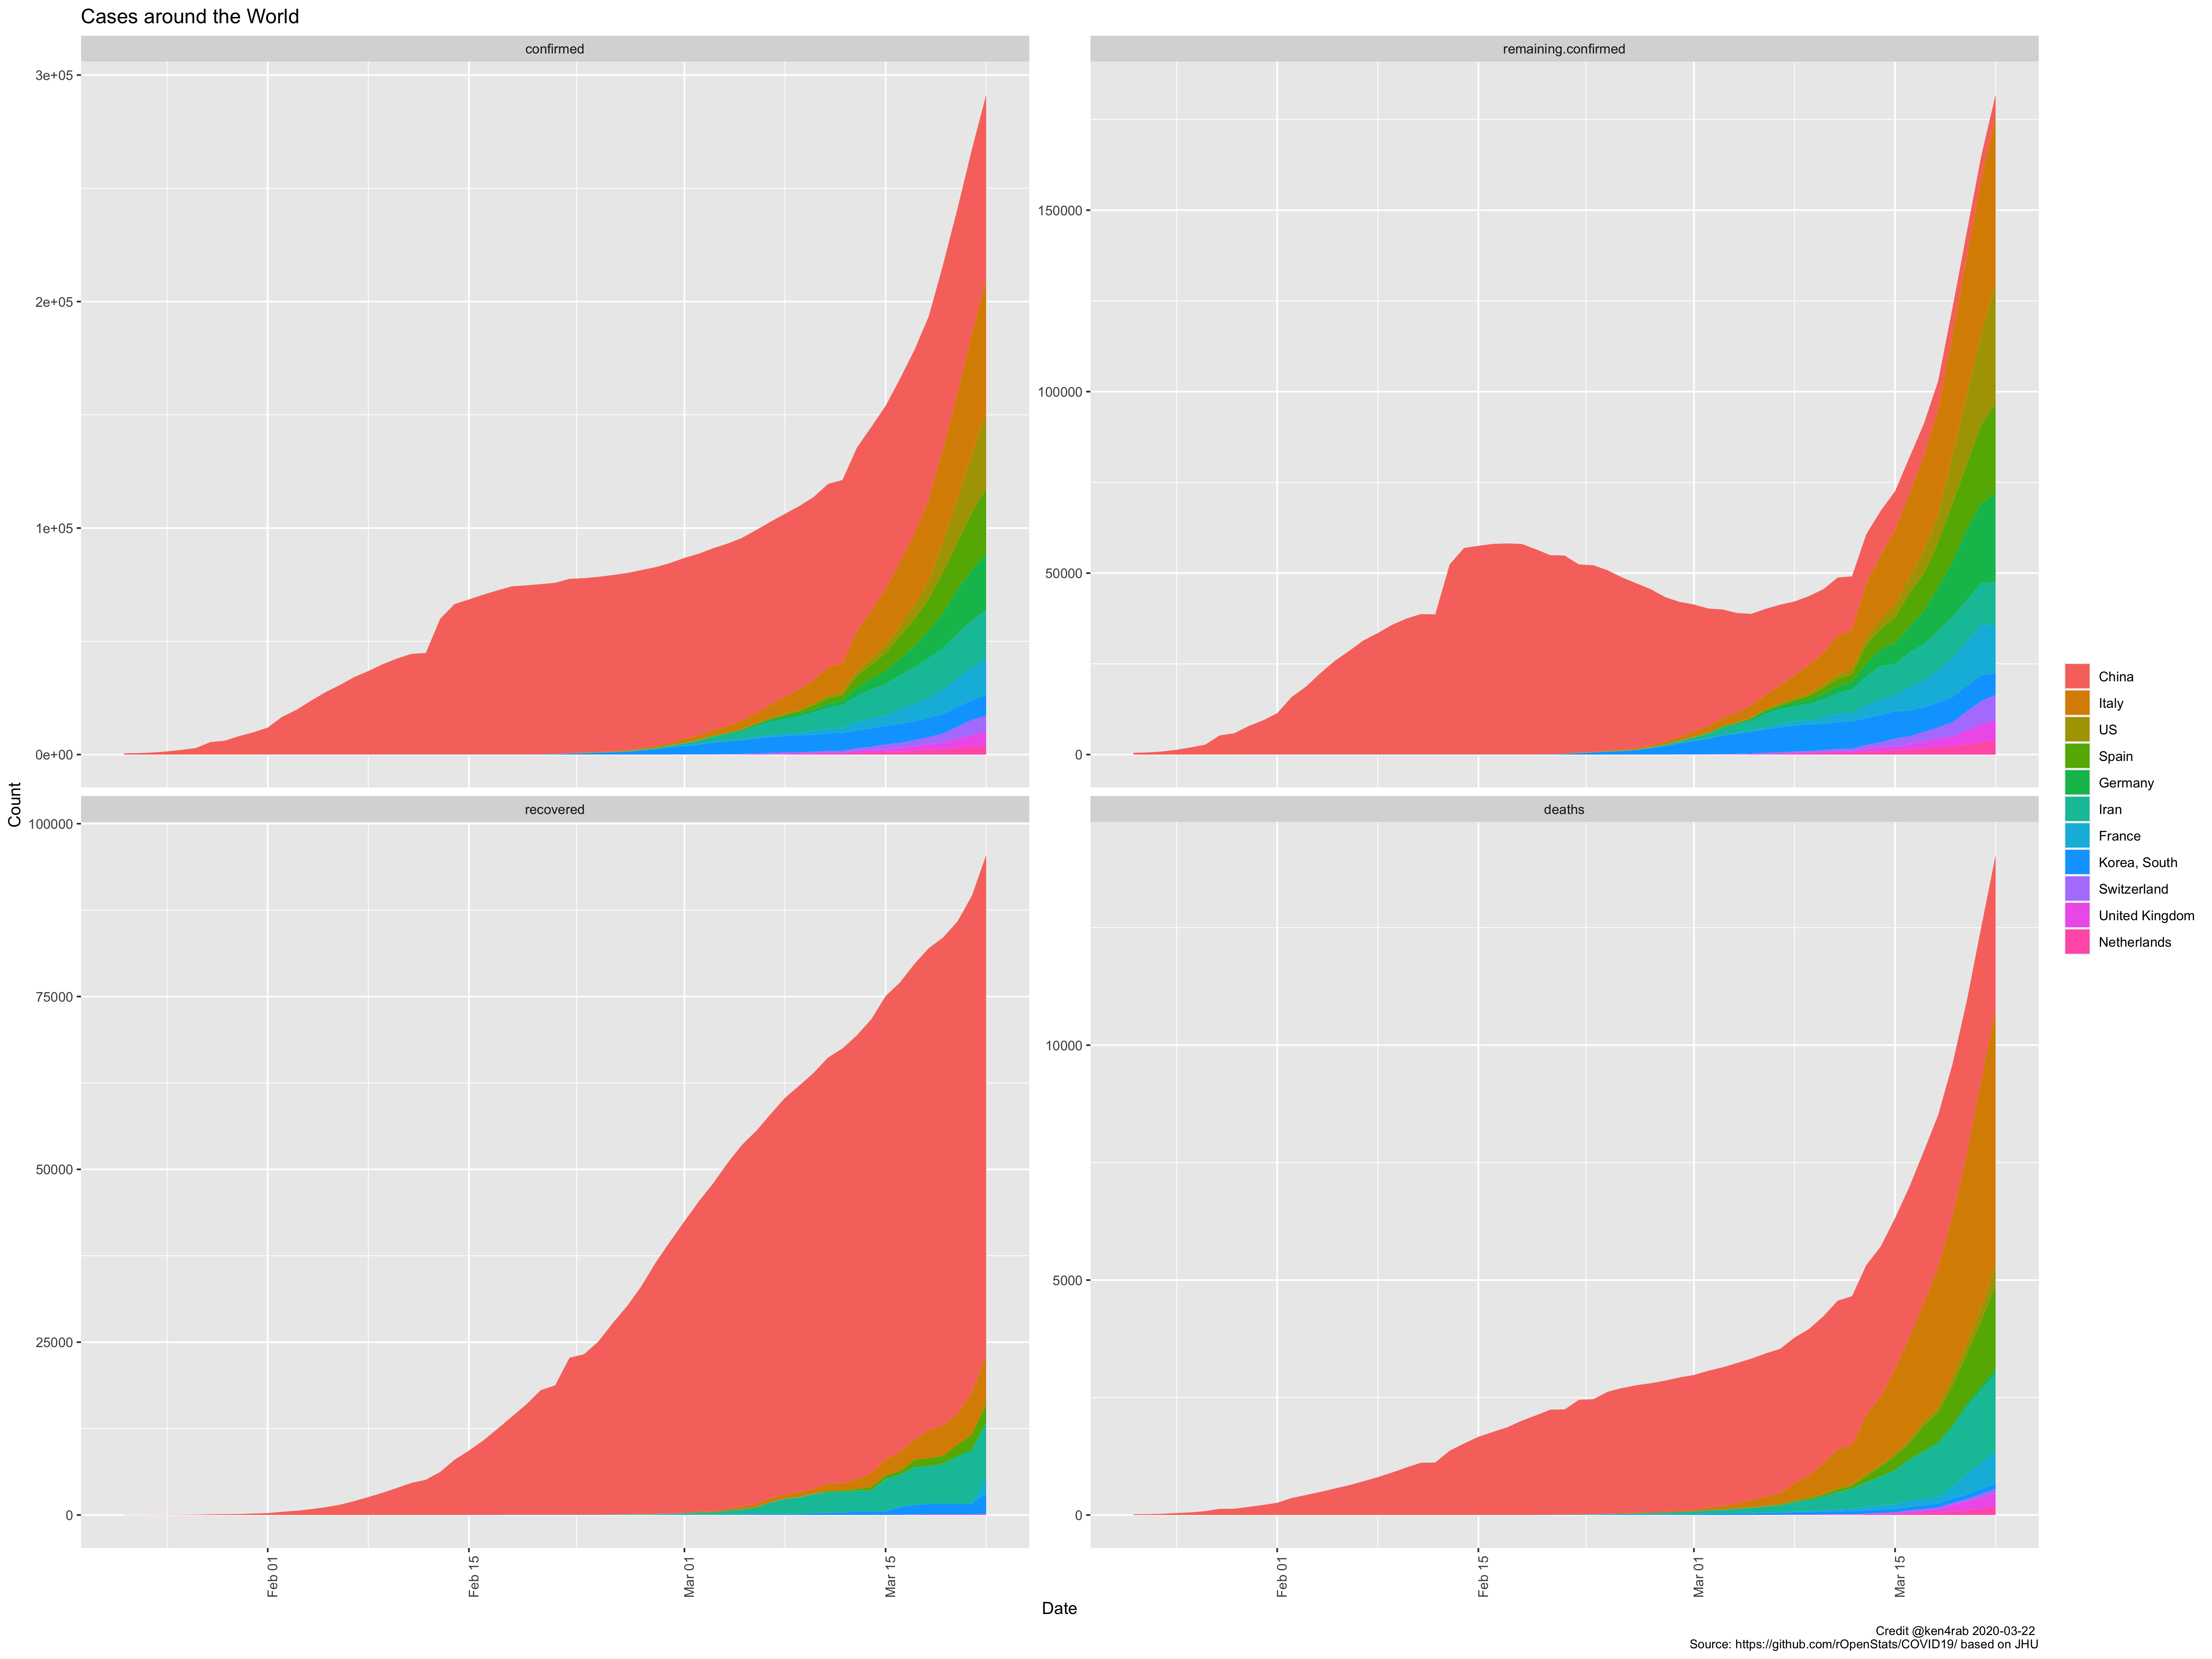 Cases around the World
confirmed
remaining.confirmed
3e+05
2e+05
1e+05
0e+00
150000
100000
50000
0
recovered
deaths
100000
75000
50000
25000
0
10000
5000
0
Count
Feb 01
Feb 15
Mar 01
Mar 15
Feb 01
Feb 15
Mar 01
Mar 15
Date
China
Italy
US
Spain
Germany
Iran
France
Korea, South
Switzerland
United Kingdom
Netherlands
Credit @ken4rab 2020-03-22
Source: https://github.com/rOpenStats/COVID19/ based on JHU